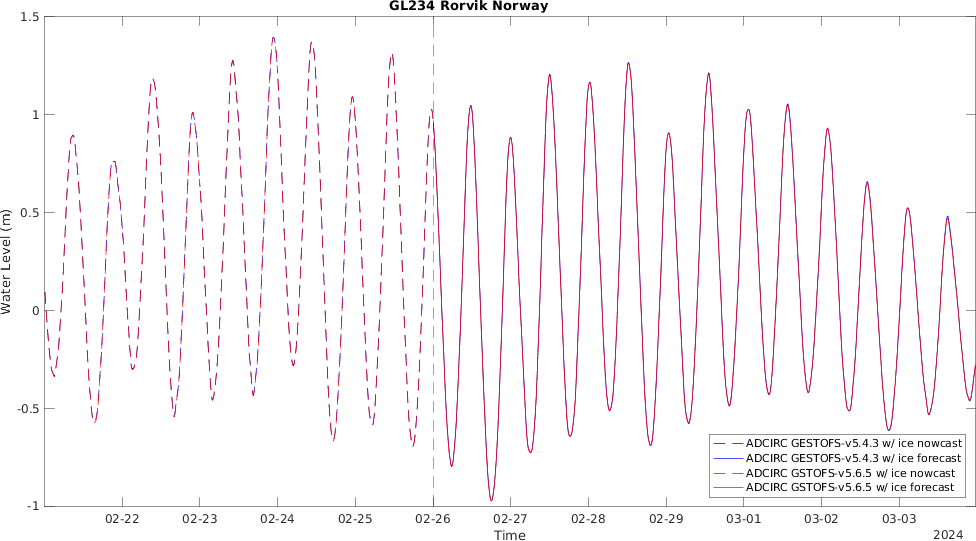 GL234 Rorvik Norway
1.5
1
0.5
0
-0.5
-1
Water Level (m)
02-22 02-23 02-24 02-25 02-26 02-27 02-28 02-29 03-01 03-02 03-03
Time
2024
ADCIRC GESTOFS-v5.4.3 w/ ice nowcast
ADCIRC GESTOFS-v5.4.3 w/ ice forecast
ADCIRC GSTOFS-v5.6.5 w/ ice nowcast
ADCIRC GSTOFS-v5.6.5 w/ ice forecast